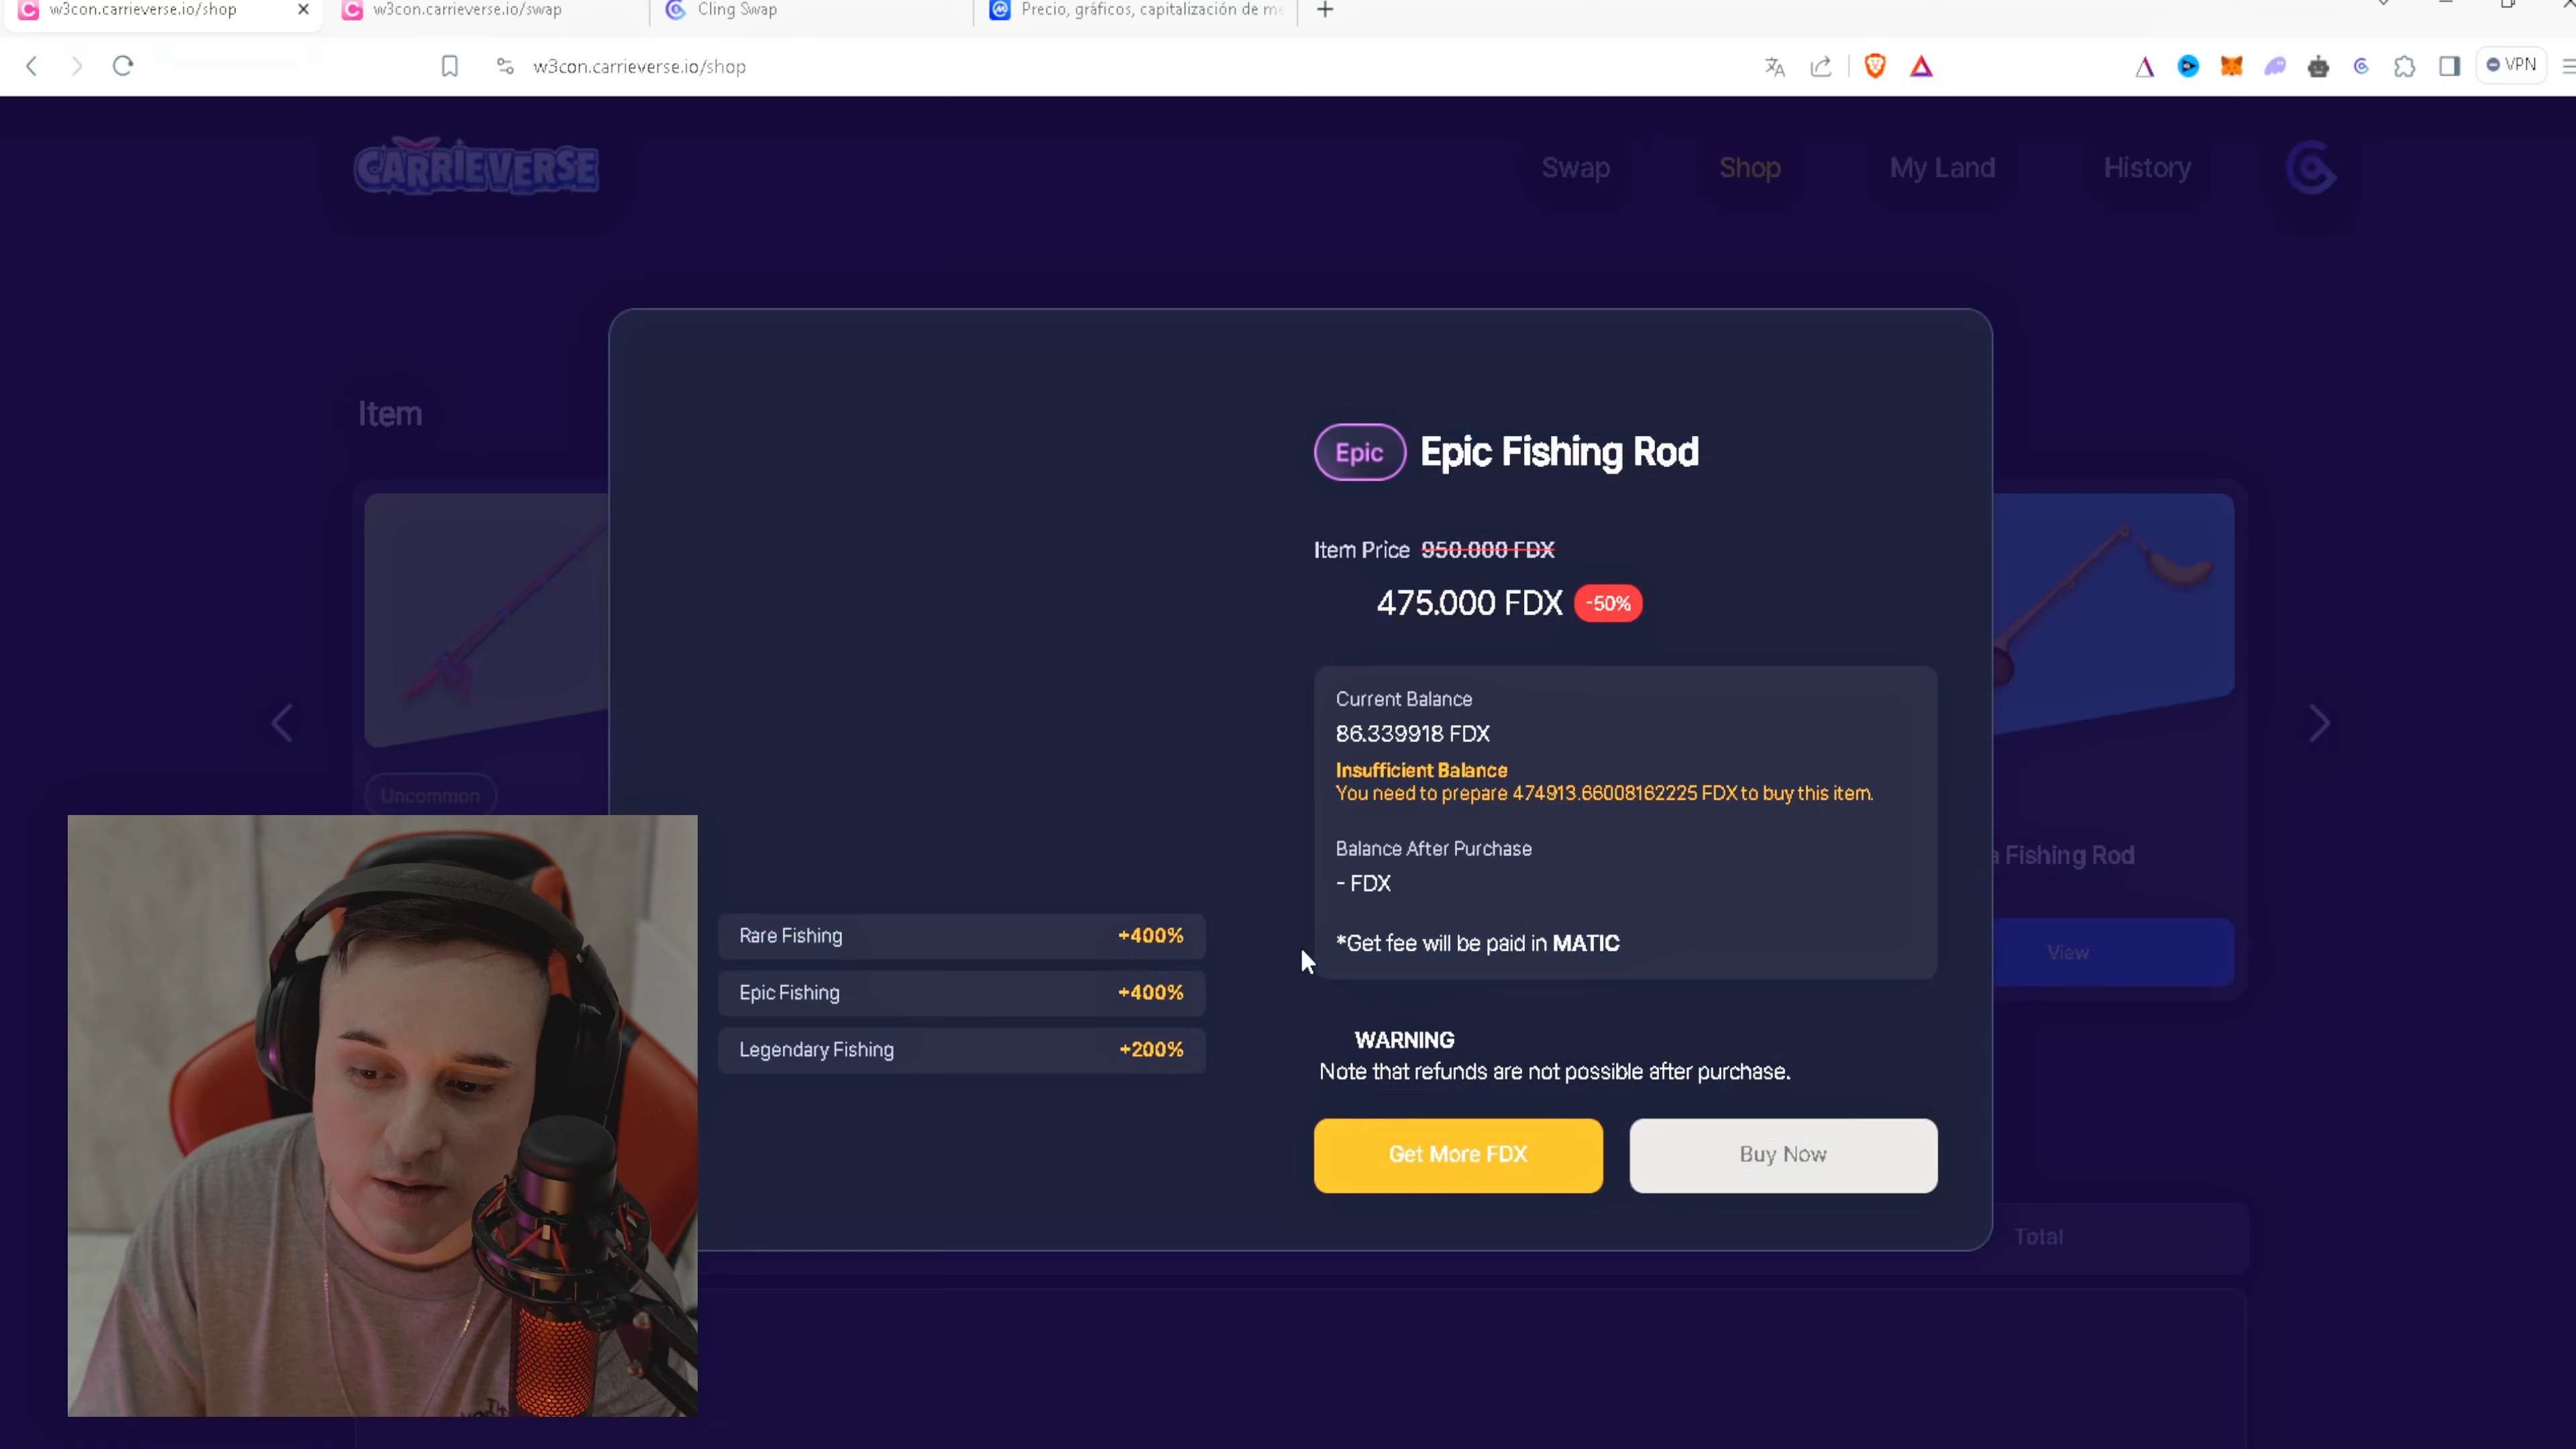 w3con.carrieverse.io/shop
w3con.carrieverse.io/swap
Cling Swap
Precio, gráficos, capitalización de me
w3con.carrieverse.io/shop
VPN
CARRIEVERSE
Swap
Shop
My Land
History
Item
Epic
Epic Fishing Rod
Item Price 950.000 FDX
475.000 FDX -50%
Current Balance
86.339918 FDX
Insufficient Balance
You need to prepare 474913.66008162225 FDX to buy this item.
Balance After Purchase
- FDX
*Get fee will be paid in MATIC
Uncommon
a Fishing Rod
View
Rare Fishing +400%
Epic Fishing +400%
Legendary Fishing +200%
WARNING
Note that refunds are not possible after purchase.
Get More FDX
Buy Now
Total